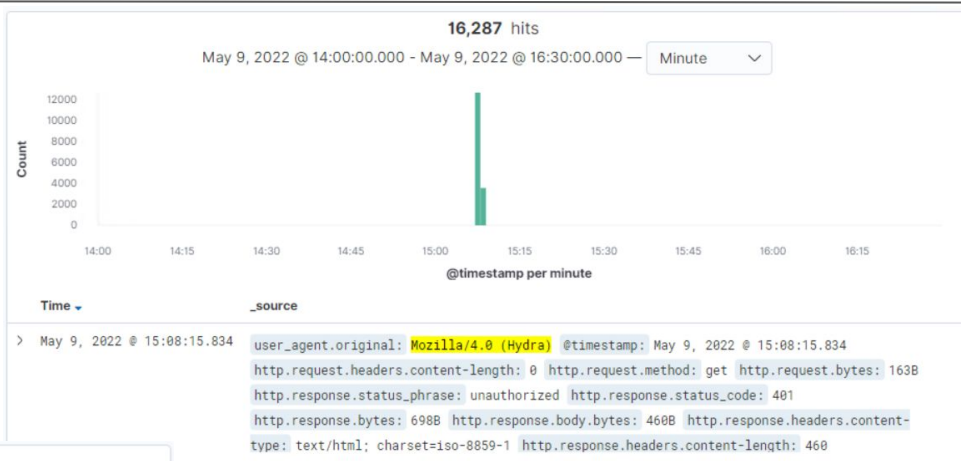 16,287 hits
May 9, 2022 @ 14:00:00.000 - May 9, 2022 @ 16:30:00.000 — Minute
12000
10000
8000
6000
4000
2000
0
Count
14:00 14:15 14:30 14:45 15:00 15:15 15:30 15:45 16:00 16:15
@timestamp per minute
Time _source
May 9, 2022 @ 15:08:15.834 user_agent.original: Mozilla/4.0 (Hydra) @timestamp: May 9, 2022 @ 15:08:15.834
http.request.headers.content-length: 0 http.request.method: get http.request.bytes: 163B
http.response.status_phrase: unauthorized http.response.status_code: 401
http.response.bytes: 698B http.response.body.bytes: 460B http.response.headers.content-
type: text/html; charset=iso-8859-1 http.response.headers.content-length: 460